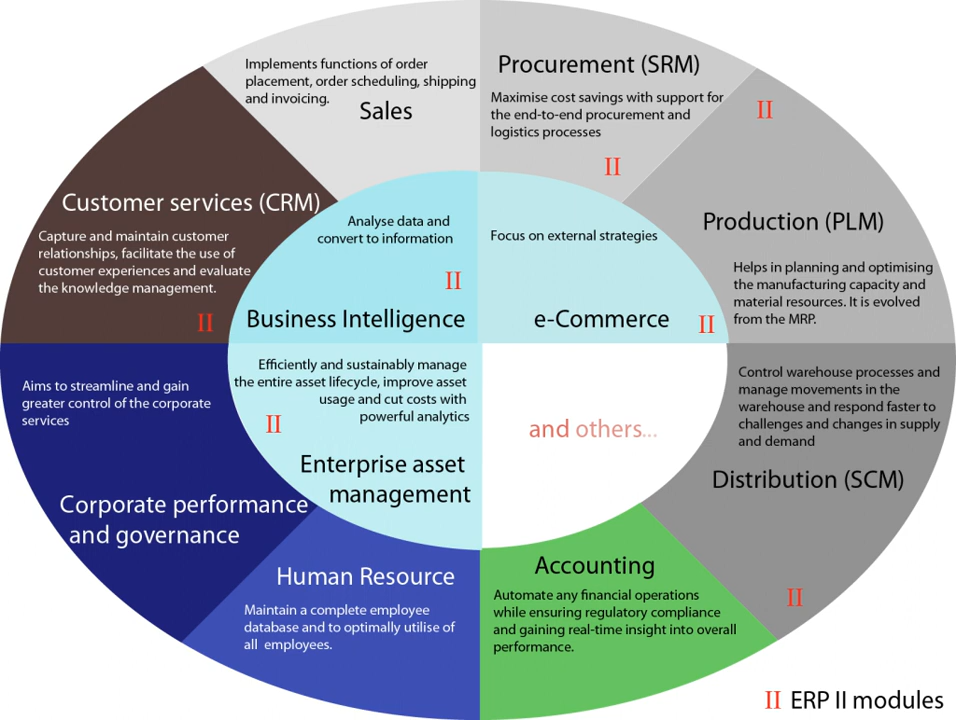 Implements functions of order
placement, order scheduling, shipping
and invoicing.
Sales
Procurement (SRM)
Maximise cost savings with support for
the end-to-end procurement and
logistics processes
II
II
Production (PLM)
Helps in planning and optimising
the manufacturing capacity and
material resources. It is evolved
from the MRP.
Customer services (CRM)
Capture and maintain customer
relationships, facilitate the use of
customer experiences and evaluate
the knowledge management.
II
Analyse data and
convert to information
II
Business Intelligence
Focus on external strategies
e-Commerce
II
Aims to streamline and gain
greater control of the corporate
services
Corporate performance
and governance
Efficiently and sustainably manage
the entire asset lifecycle, improve asset
usage and cut costs with
powerful analytics
II
Enterprise asset
management
and others...
Control warehouse processes and
manage movements in the
warehouse and respond faster to
challenges and changes in supply
and demand
Distribution (SCM)
II
Human Resource
Maintain a complete employee
database and to optimally utilise of
all employees.
Accounting
Automate any financial operations
while ensuring regulatory compliance
and gaining real-time insight into overall
performance.
II ERP II modules